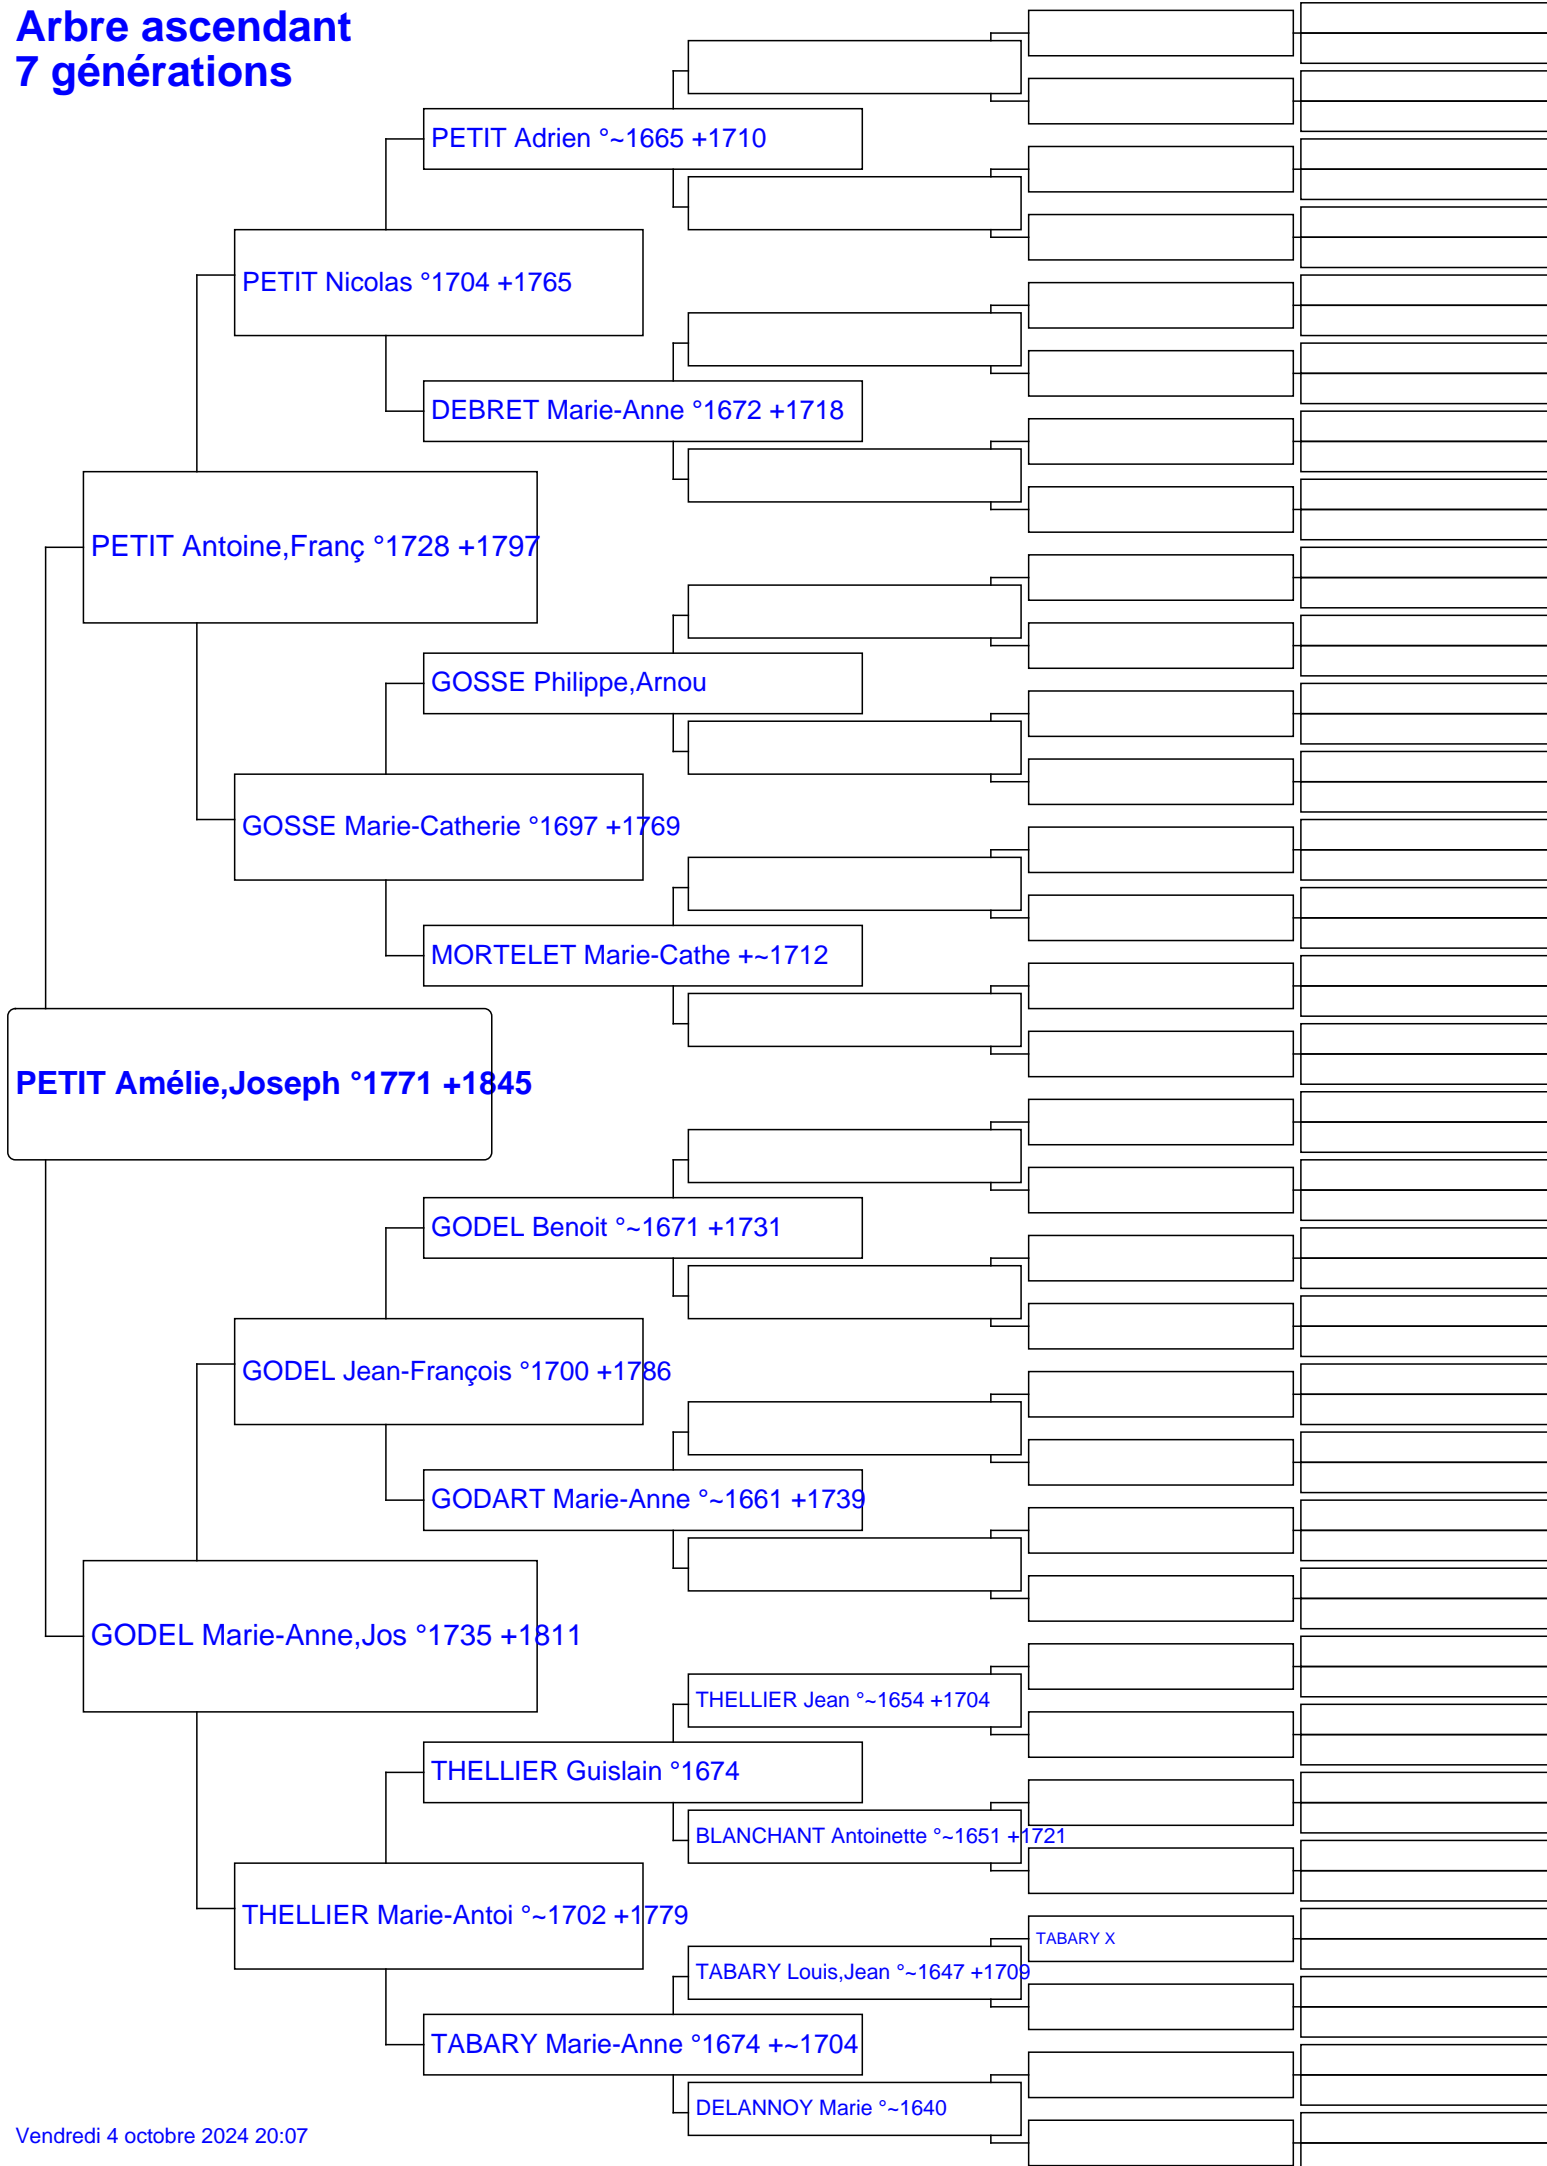 Arbre ascendant
7 générations
PETIT Adrien °~1665 +1710
PETIT Nicolas °1704 +1765
DEBRET Marie-Anne °1672 +1718
PETIT Antoine,Franç °1728 +1797
GOSSE Philippe,Arnou
GOSSE Marie-Catherie °1697 +1769
MORTELET Marie-Cathe +~1712
PETIT Amélie,Joseph °1771 +1845
GODEL Benoit °~1671 +1731
GODEL Jean-François °1700 +1786
GODART Marie-Anne °~1661 +1739
GODEL Marie-Anne,Jos °1735 +1811
THELLIER Jean °~1654 +1704
THELLIER Guislain °1674
BLANCHANT Antoinette °~1651 +1721
THELLIER Marie-Antoi °~1702 +1779
TABARY X
TABARY Louis,Jean °~1647 +1709
TABARY Marie-Anne °1674 +~1704
DELANNOY Marie °~1640
Vendredi 4 octobre 2024 20:07